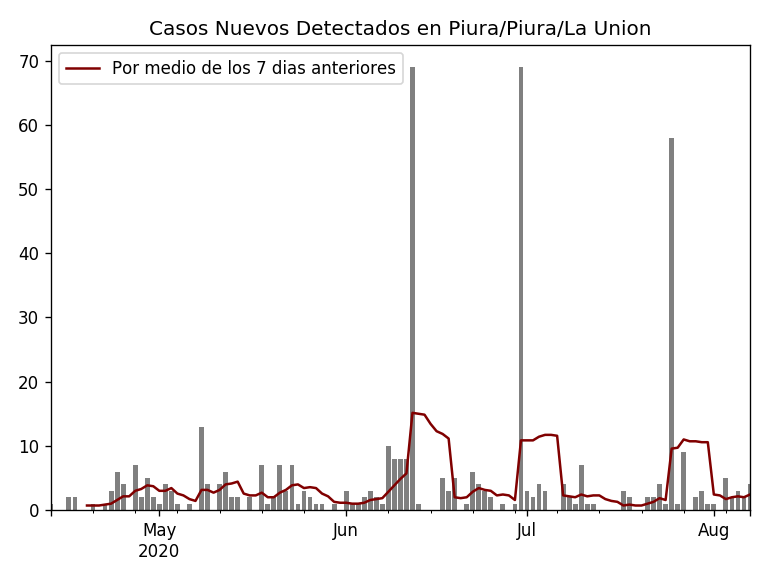 Casos Nuevos Detectados en Piura/Piura/La Union
Por medio de los 7 dias anteriores
70
60
50
40
30
20
10
0
May
2020
Jun
Jul
Aug